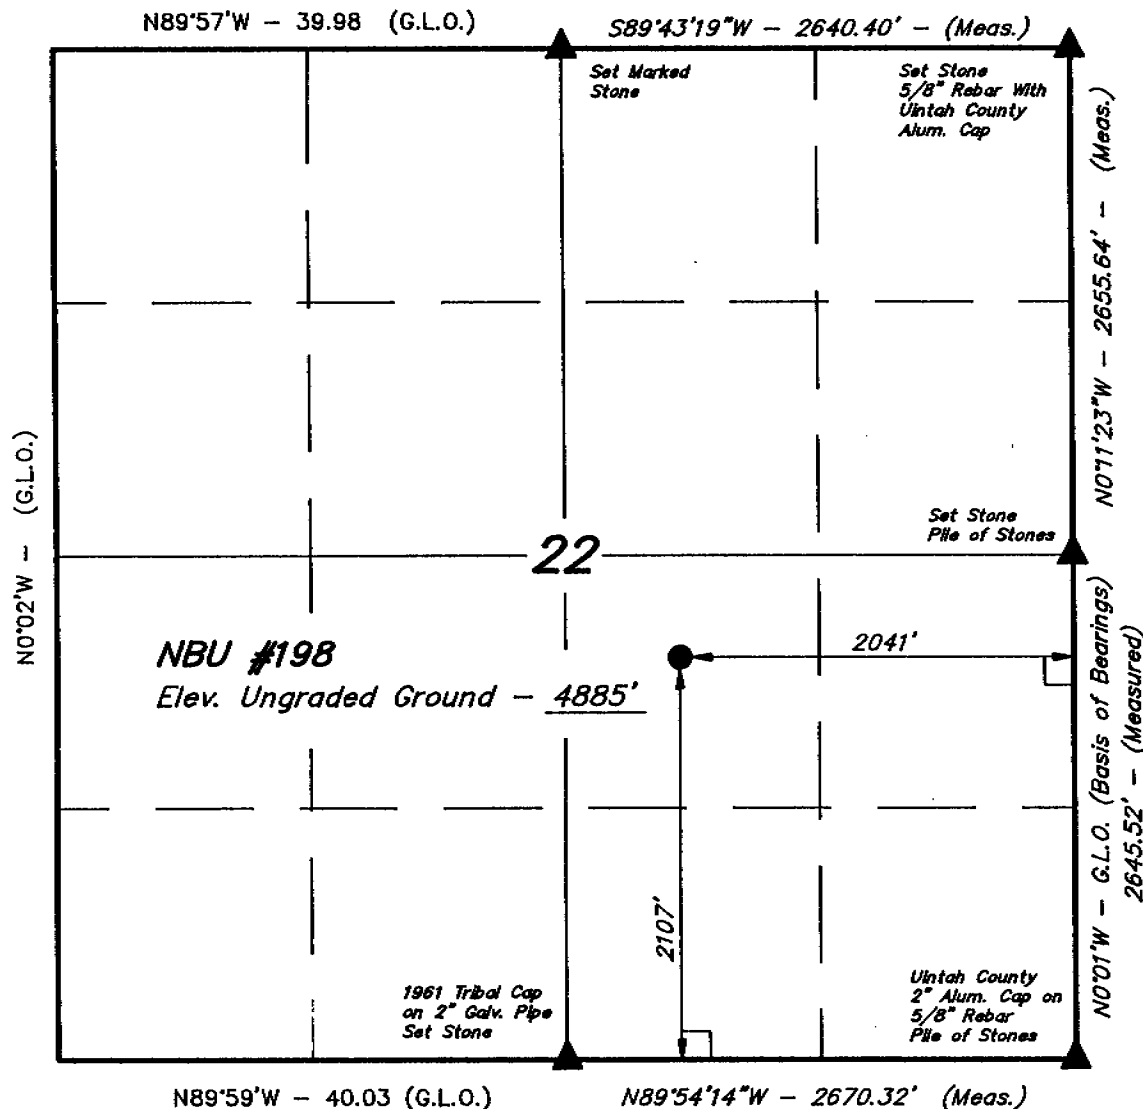 N89°57'W – 39.98 (G.L.O.)
S89°43'19"W – 2640.40' – (Meas.)
Set Marked
Stone
Set Stone
5/8" Rebar With
Uintah County
Alum. Cap
N0°11'23"W – 2655.64' – (Meas.)
N0°02'W – (G.L.O.)
Set Stone
Pile of Stones
22
NBU #198
Elev. Ungraded Ground – 4885'
2041'
2107'
N0°01'W – G.L.O. (Basis of Bearings)
2645.52' – (Measured)
1961 Tribal Cap
on 2" Galv. Pipe
Set Stone
Uintah County
2" Alum. Cap on
5/8" Rebar
Pile of Stones
N89°59'W – 40.03 (G.L.O.)
N89°54'14"W – 2670.32' (Meas.)